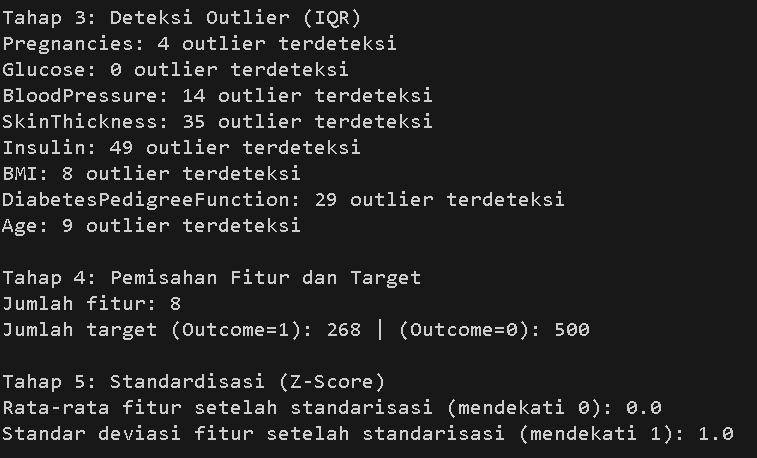 Tahap 3: Deteksi Outlier (IQR)
Pregnancies: 4 outlier terdeteksi
Glucose: 0 outlier terdeteksi
BloodPressure: 14 outlier terdeteksi
SkinThickness: 35 outlier terdeteksi
Insulin: 49 outlier terdeteksi
BMI: 8 outlier terdeteksi
DiabetesPedigreeFunction: 29 outlier terdeteksi
Age: 9 outlier terdeteksi
Tahap 4: Pemisahan Fitur dan Target
Jumlah fitur: 8
Jumlah target (Outcome=1): 268 | (Outcome=0): 500
Tahap 5: Standardisasi (Z-Score)
Rata-rata fitur setelah standarisasi (mendekati 0): 0.0
Standar deviasi fitur setelah standarisasi (mendekati 1): 1.0